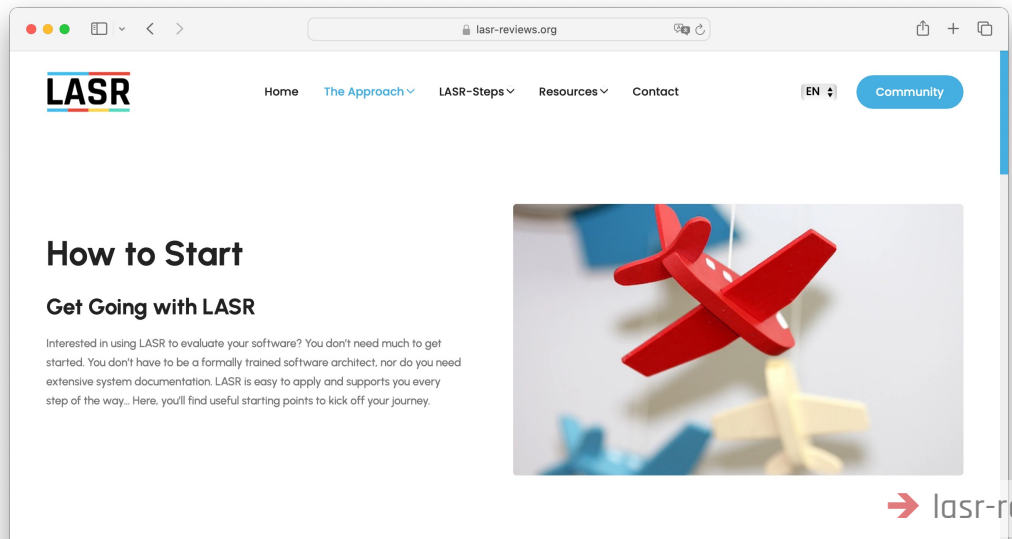 lasr-reviews.org
LASR
Home The Approach LASR-Steps Resources Contact EN Community
How to Start
Get Going with LASR
Interested in using LASR to evaluate your software? You don't need much to get
started. You don't have to be a formally trained software architect, nor do you need
extensive system documentation. LASR is easy to apply and supports you every
step of the way... Here, you'll find useful starting points to kick off your journey.
lasr-re